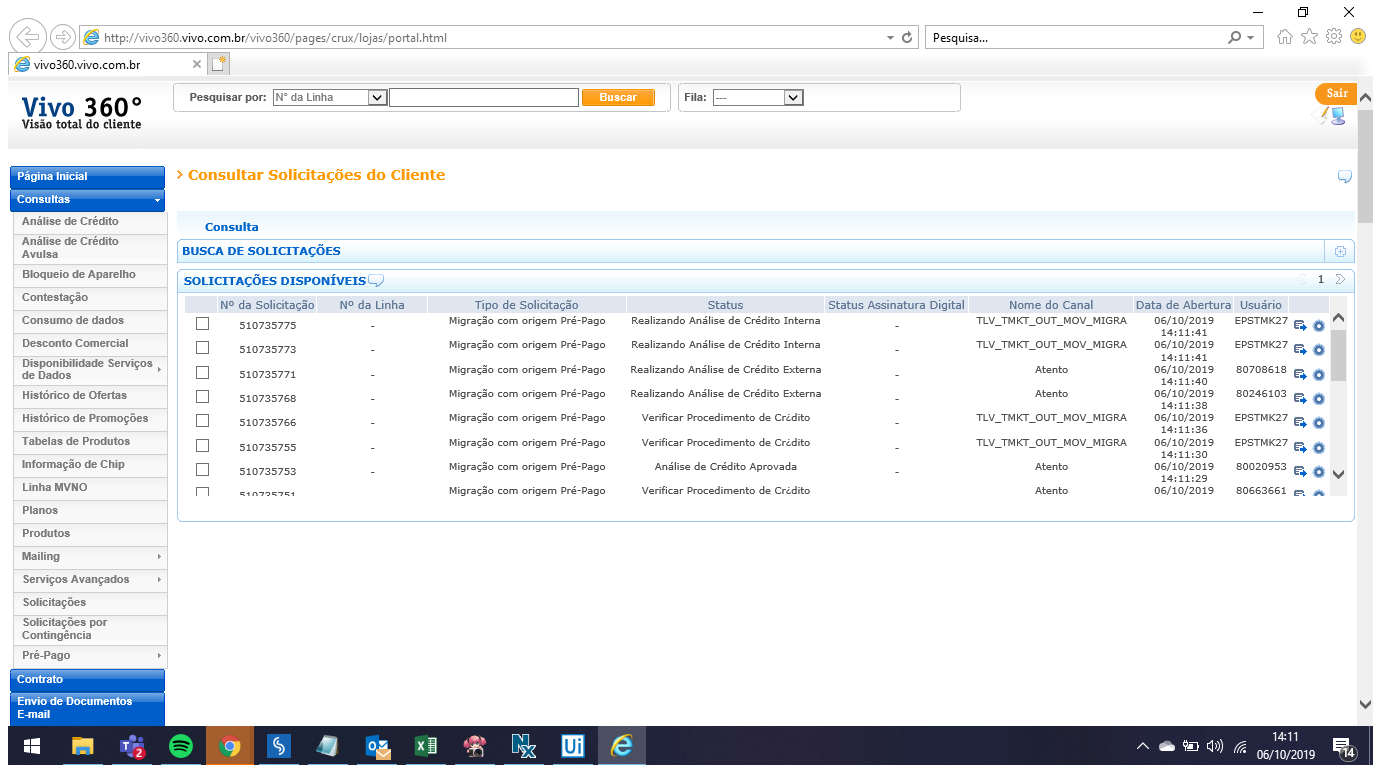 http://vivo360.vivo.com.br/vivo360/pages/crux/lojas/portal.html
Pesquisa...
vivo360.vivo.com.br
Vivo 360°
Visão total do cliente
Pesquisar por: N° da Linha Buscar Fila: --- Sair
Página Inicial
Consultas
Análise de Crédito
Análise de Crédito
Avulsa
Bloqueio de Aparelho
Contestação
Consumo de dados
Desconto Comercial
Disponibilidade Serviços
de Dados
Histórico de Ofertas
Histórico de Promoções
Tabelas de Produtos
Informação de Chip
Linha MVNO
Planos
Produtos
Mailing
Serviços Avançados
Solicitações
Solicitações por
Contingência
Pré-Pago
Contrato
Envio de Documentos
E-mail
> Consultar Solicitações do Cliente
Consulta
BUSCA DE SOLICITAÇÕES
SOLICITAÇÕES DISPONÍVEIS 1
Nº da Solicitação Nº da Linha Tipo de Solicitação Status Status Assinatura Digital Nome do Canal Data de Abertura Usuário
510735775 - Migração com origem Pré-Pago Realizando Análise de Crédito Interna - TLV_TMKT_OUT_MOV_MIGRA 06/10/2019 EPSTMK27
14:11:41
510735773 - Migração com origem Pré-Pago Realizando Análise de Crédito Interna - TLV_TMKT_OUT_MOV_MIGRA 06/10/2019 EPSTMK27
14:11:41
510735771 - Migração com origem Pré-Pago Realizando Análise de Crédito Externa - Atento 06/10/2019 80708618
14:11:40
510735768 - Migração com origem Pré-Pago Realizando Análise de Crédito Externa - Atento 06/10/2019 80246103
14:11:38
510735766 - Migração com origem Pré-Pago Verificar Procedimento de Cr¿dito - TLV_TMKT_OUT_MOV_MIGRA 06/10/2019 EPSTMK27
14:11:36
510735755 - Migração com origem Pré-Pago Verificar Procedimento de Cr¿dito - TLV_TMKT_OUT_MOV_MIGRA 06/10/2019 EPSTMK27
14:11:30
510735753 - Migração com origem Pré-Pago Análise de Crédito Aprovada - Atento 06/10/2019 80020953
14:11:29
510735751 Migração com origem Pré-Pago Verificar Procedimento de Cr¿dito Atento 06/10/2019 80663661
14:11
06/10/2019
2
14